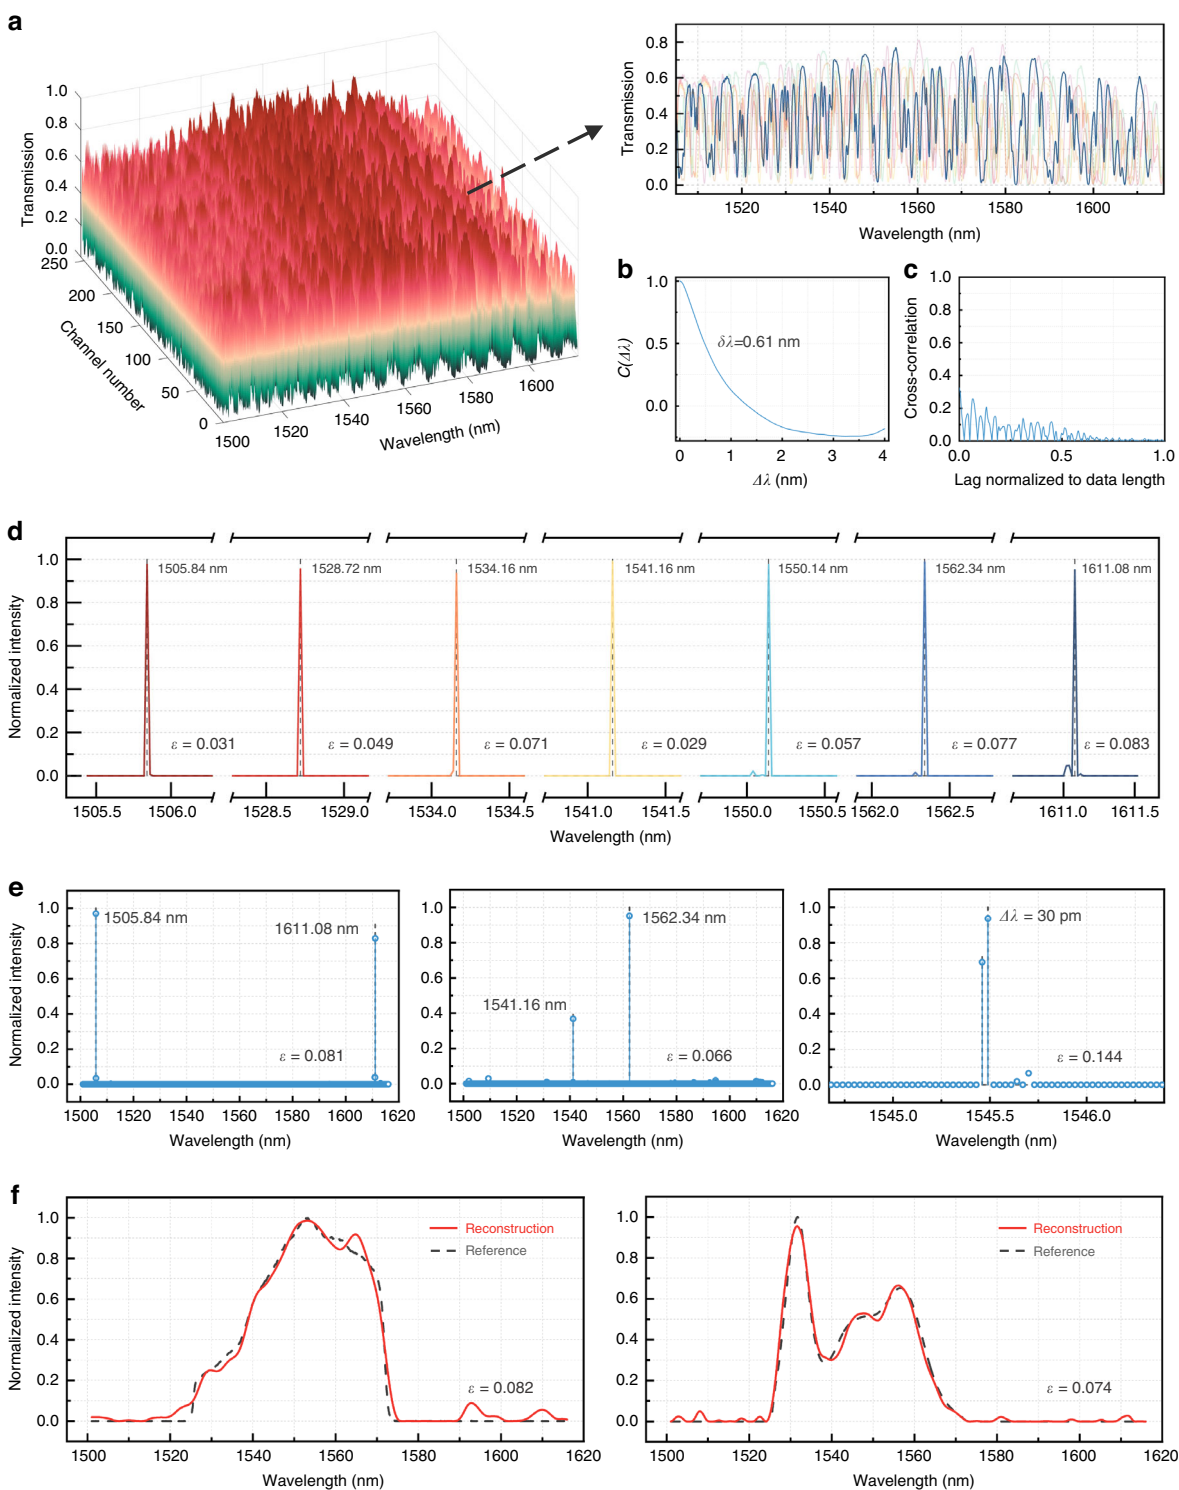 a
1.0
0.8
0.6
0.4
0.2
0.0
Transmission
250
200
150
100
50
0
Channel number
1500
1520
1540
1560
1580
1600
Wavelength (nm)
0.8
0.6
0.4
0.2
0.0
Transmission
1520 1540 1560 1580 1600
Wavelength (nm)
b
1.0
0.5
0.0
C(Δλ)
δλ=0.61 nm
0 1 2 3 4
Δλ (nm)
c
1.0
0.8
0.6
0.4
0.2
0.0
Cross-correlation
0.0 0.5 1.0
Lag normalized to data length
d
1.0
0.8
0.6
0.4
0.2
0.0
Normalized intensity
1505.84 nm 1528.72 nm 1534.16 nm 1541.16 nm 1550.14 nm 1562.34 nm 1611.08 nm
ε = 0.031 ε = 0.049 ε = 0.071 ε = 0.029 ε = 0.057 ε = 0.077 ε = 0.083
1505.5 1506.0 1528.5 1529.0 1534.0 1534.5 1541.0 1541.5 1550.0 1550.5 1562.0 1562.5 1611.0 1611.5
Wavelength (nm)
e
1.0
0.8
0.6
0.4
0.2
0.0
Normalized intensity
1505.84 nm
1611.08 nm
ε = 0.081
1500 1520 1540 1560 1580 1600 1620
Wavelength (nm)
1.0
0.8
0.6
0.4
0.2
0.0
1562.34 nm
1541.16 nm
ε = 0.066
1500 1520 1540 1560 1580 1600 1620
Wavelength (nm)
1.0
0.8
0.6
0.4
0.2
0.0
Δλ = 30 pm
ε = 0.144
1545.0 1545.5 1546.0
Wavelength (nm)
f
1.0
0.8
0.6
0.4
0.2
0.0
Normalized intensity
Reconstruction
Reference
ε = 0.082
1500 1520 1540 1560 1580 1600 1620
Wavelength (nm)
1.0
0.8
0.6
0.4
0.2
0.0
Reconstruction
Reference
ε = 0.074
1500 1520 1540 1560 1580 1600 1620
Wavelength (nm)